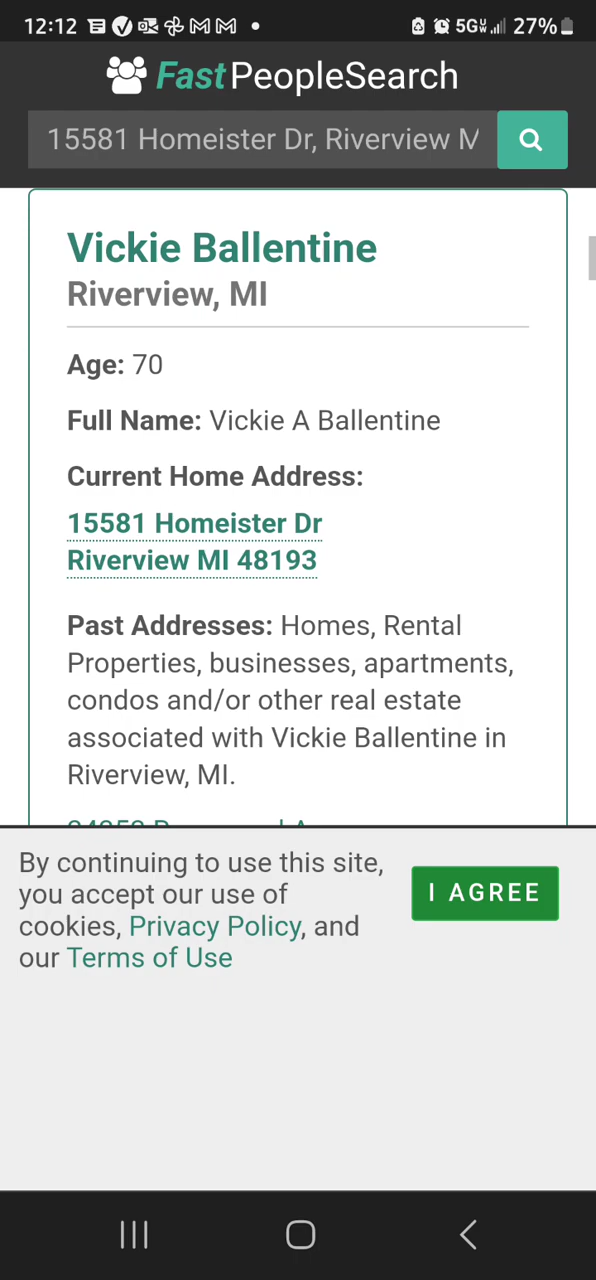 12:12 5G 27%
FastPeopleSearch
15581 Homeister Dr, Riverview M
Vickie Ballentine
Riverview, MI
Age: 70
Full Name: Vickie A Ballentine
Current Home Address:
15581 Homeister Dr
Riverview MI 48193
Past Addresses: Homes, Rental
Properties, businesses, apartments,
condos and/or other real estate
associated with Vickie Ballentine in
Riverview, MI.
By continuing to use this site,
you accept our use of
cookies, Privacy Policy, and
our Terms of Use
I AGREE